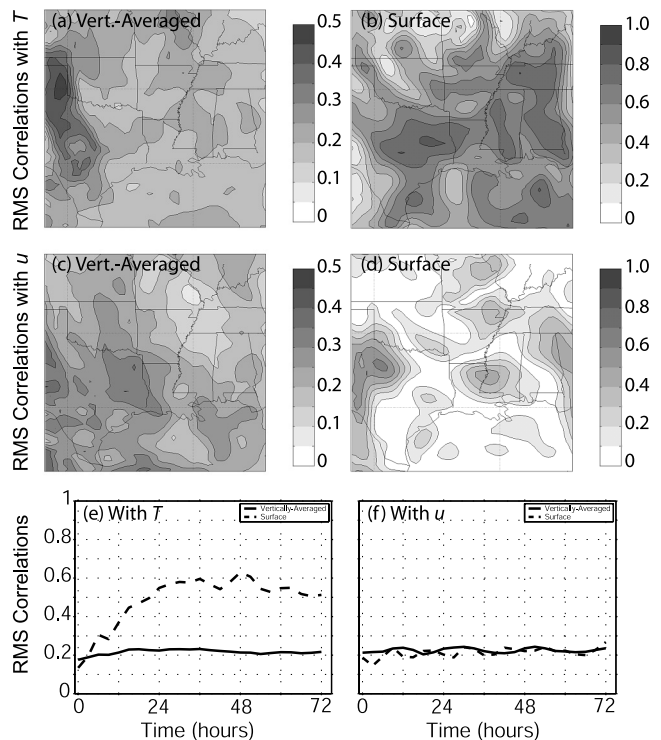 RMS Correlations with T
(a) Vert.-Averaged
0.5
0.4
0.3
0.2
0.1
0
(b) Surface
1.0
0.8
0.6
0.4
0.2
0
RMS Correlations with u
(c) Vert.-Averaged
0.5
0.4
0.3
0.2
0.1
0
(d) Surface
1.0
0.8
0.6
0.4
0.2
0
RMS Correlations
1
0.8
0.6
0.4
0.2
0
(e) With T
Vertically-Averaged
Surface
0
24
48
72
Time (hours)
(f) With u
Vertically-Averaged
Surface
0
24
48
72
Time (hours)